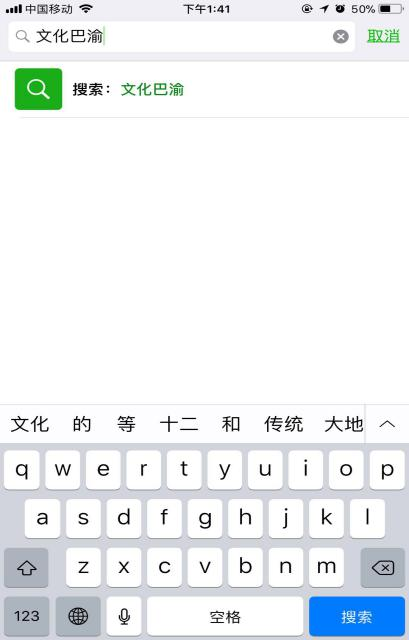 中国移动 下午1:41 50%
文化巴渝 取消
搜索：文化巴渝
文化 的 等 十二 和 传统 大地
q w e r t y u i o p
a s d f g h j k l
z x c v b n m
123 空格 搜索